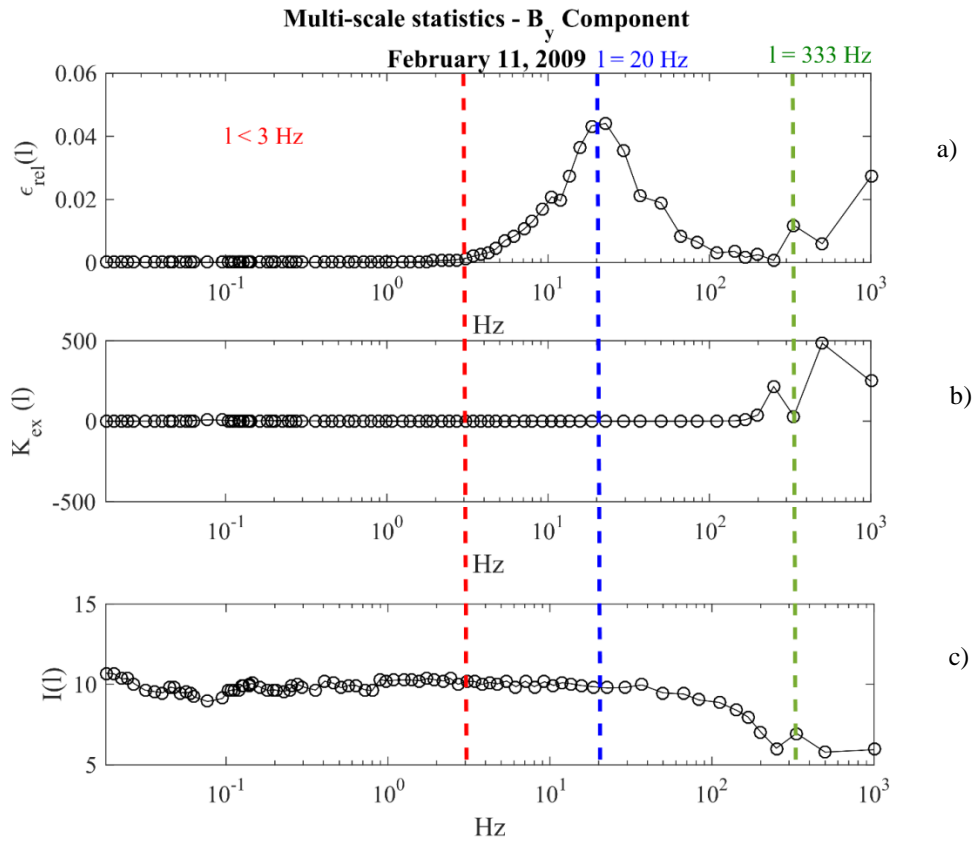 Multi-scale statistics - B_y Component
February 11, 2009
l = 20 Hz
l = 333 Hz
l < 3 Hz
a)
ϵ_rel(l)
0.06
0.04
0.02
0
10^-1 10^0 10^1 10^2 10^3
Hz
b)
K_ex(l)
500
0
-500
10^-1 10^0 10^1 10^2 10^3
Hz
c)
I(l)
15
10
5
10^-1 10^0 10^1 10^2 10^3
Hz